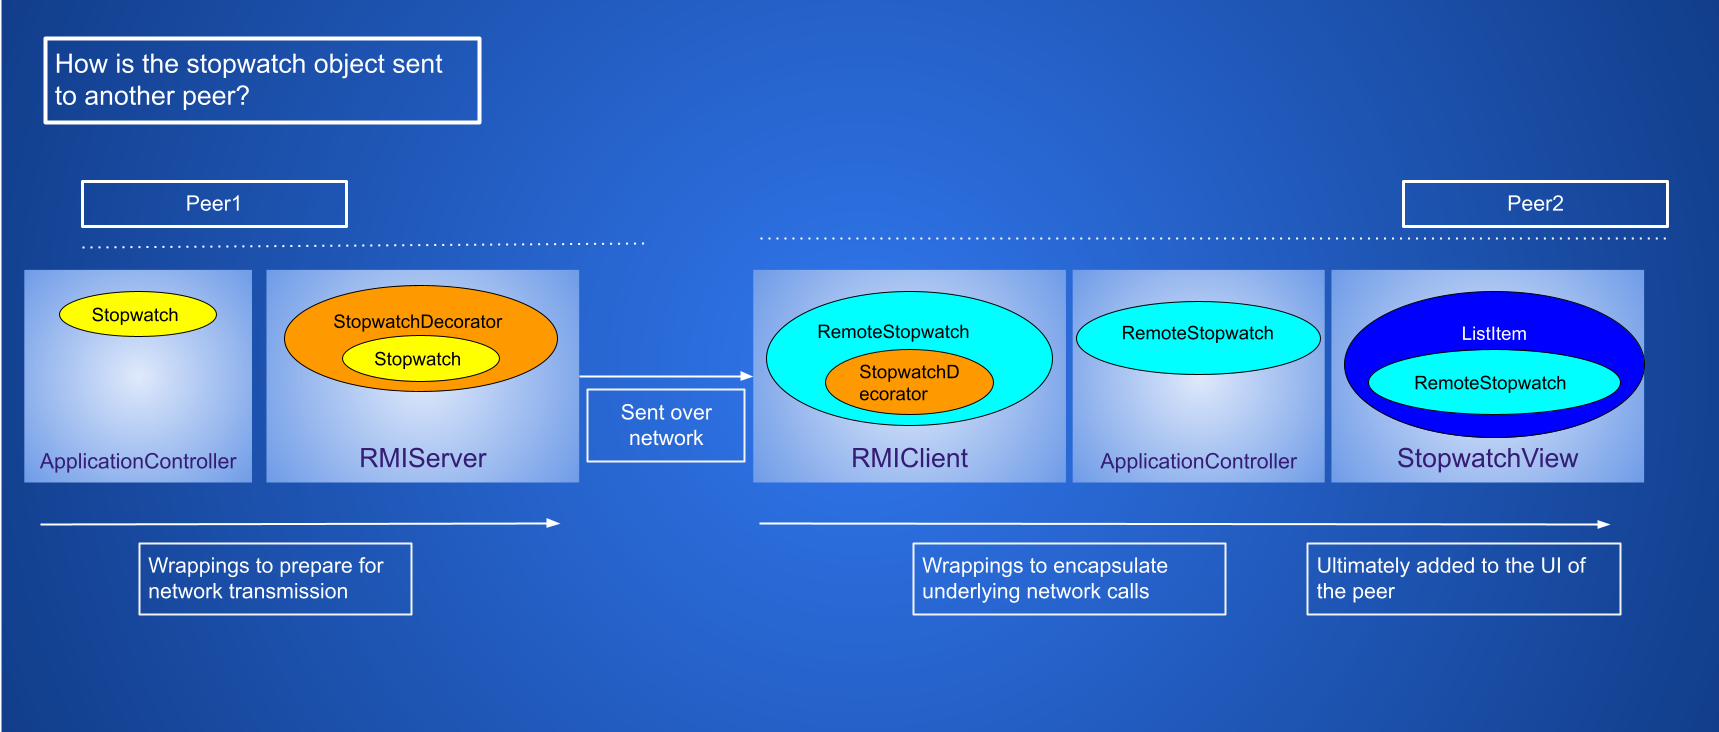 How is the stopwatch object sent
to another peer?
Peer1
Peer2
Stopwatch
ApplicationController
StopwatchDecorator
Stopwatch
RMIServer
Sent over
network
RemoteStopwatch
StopwatchD
ecorator
RMIClient
RemoteStopwatch
ApplicationController
ListItem
RemoteStopwatch
StopwatchView
Wrappings to prepare for
network transmission
Wrappings to encapsulate
underlying network calls
Ultimately added to the UI of
the peer